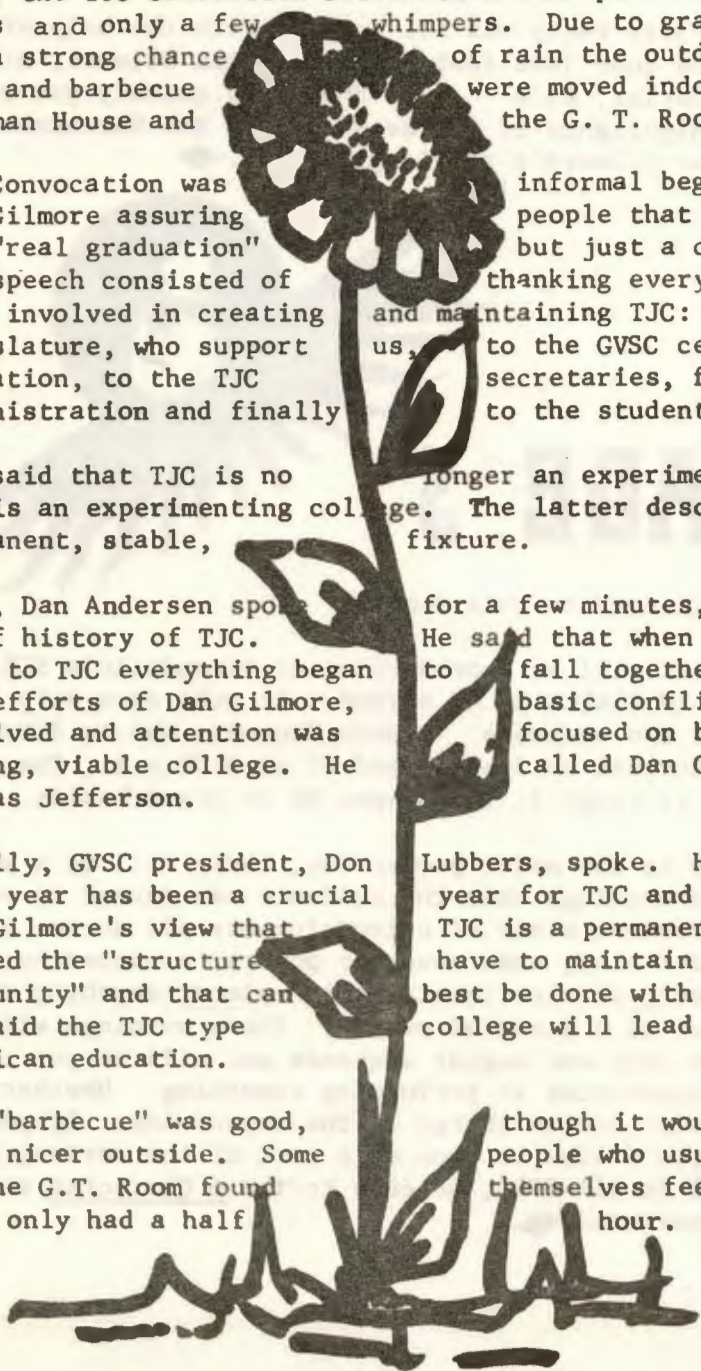 s and only a few whimpers. Due to gra
a strong chance of rain the outd
and barbecue were moved indo
man House and the G. T. Roo
Convocation was informal beg
Gilmore assuring people that
"real graduation" but just a c
speech consisted of thanking every
involved in creating and maintaining TJC:
slature, who support us, to the GVSC ce
ation, to the TJC secretaries, f
nistration and finally to the student
said that TJC is no longer an experime
is an experimenting college. The latter desc
anent, stable, fixture.
, Dan Andersen spoke for a few minutes,
f history of TJC. He said that when
to TJC everything began to fall togethe
efforts of Dan Gilmore, basic confli
lved and attention was focused on b
ng, viable college. He called Dan G
as Jefferson.
lly, GVSC president, Don Lubbers, spoke. H
year has been a crucial year for TJC and
Gilmore's view that TJC is a permanen
ed the "structure have to maintain
unity" and that can best be done with
aid the TJC type college will lead
ican education.
"barbecue" was good, though it wou
nicer outside. Some people who usu
he G.T. Room found themselves fee
only had a half hour.